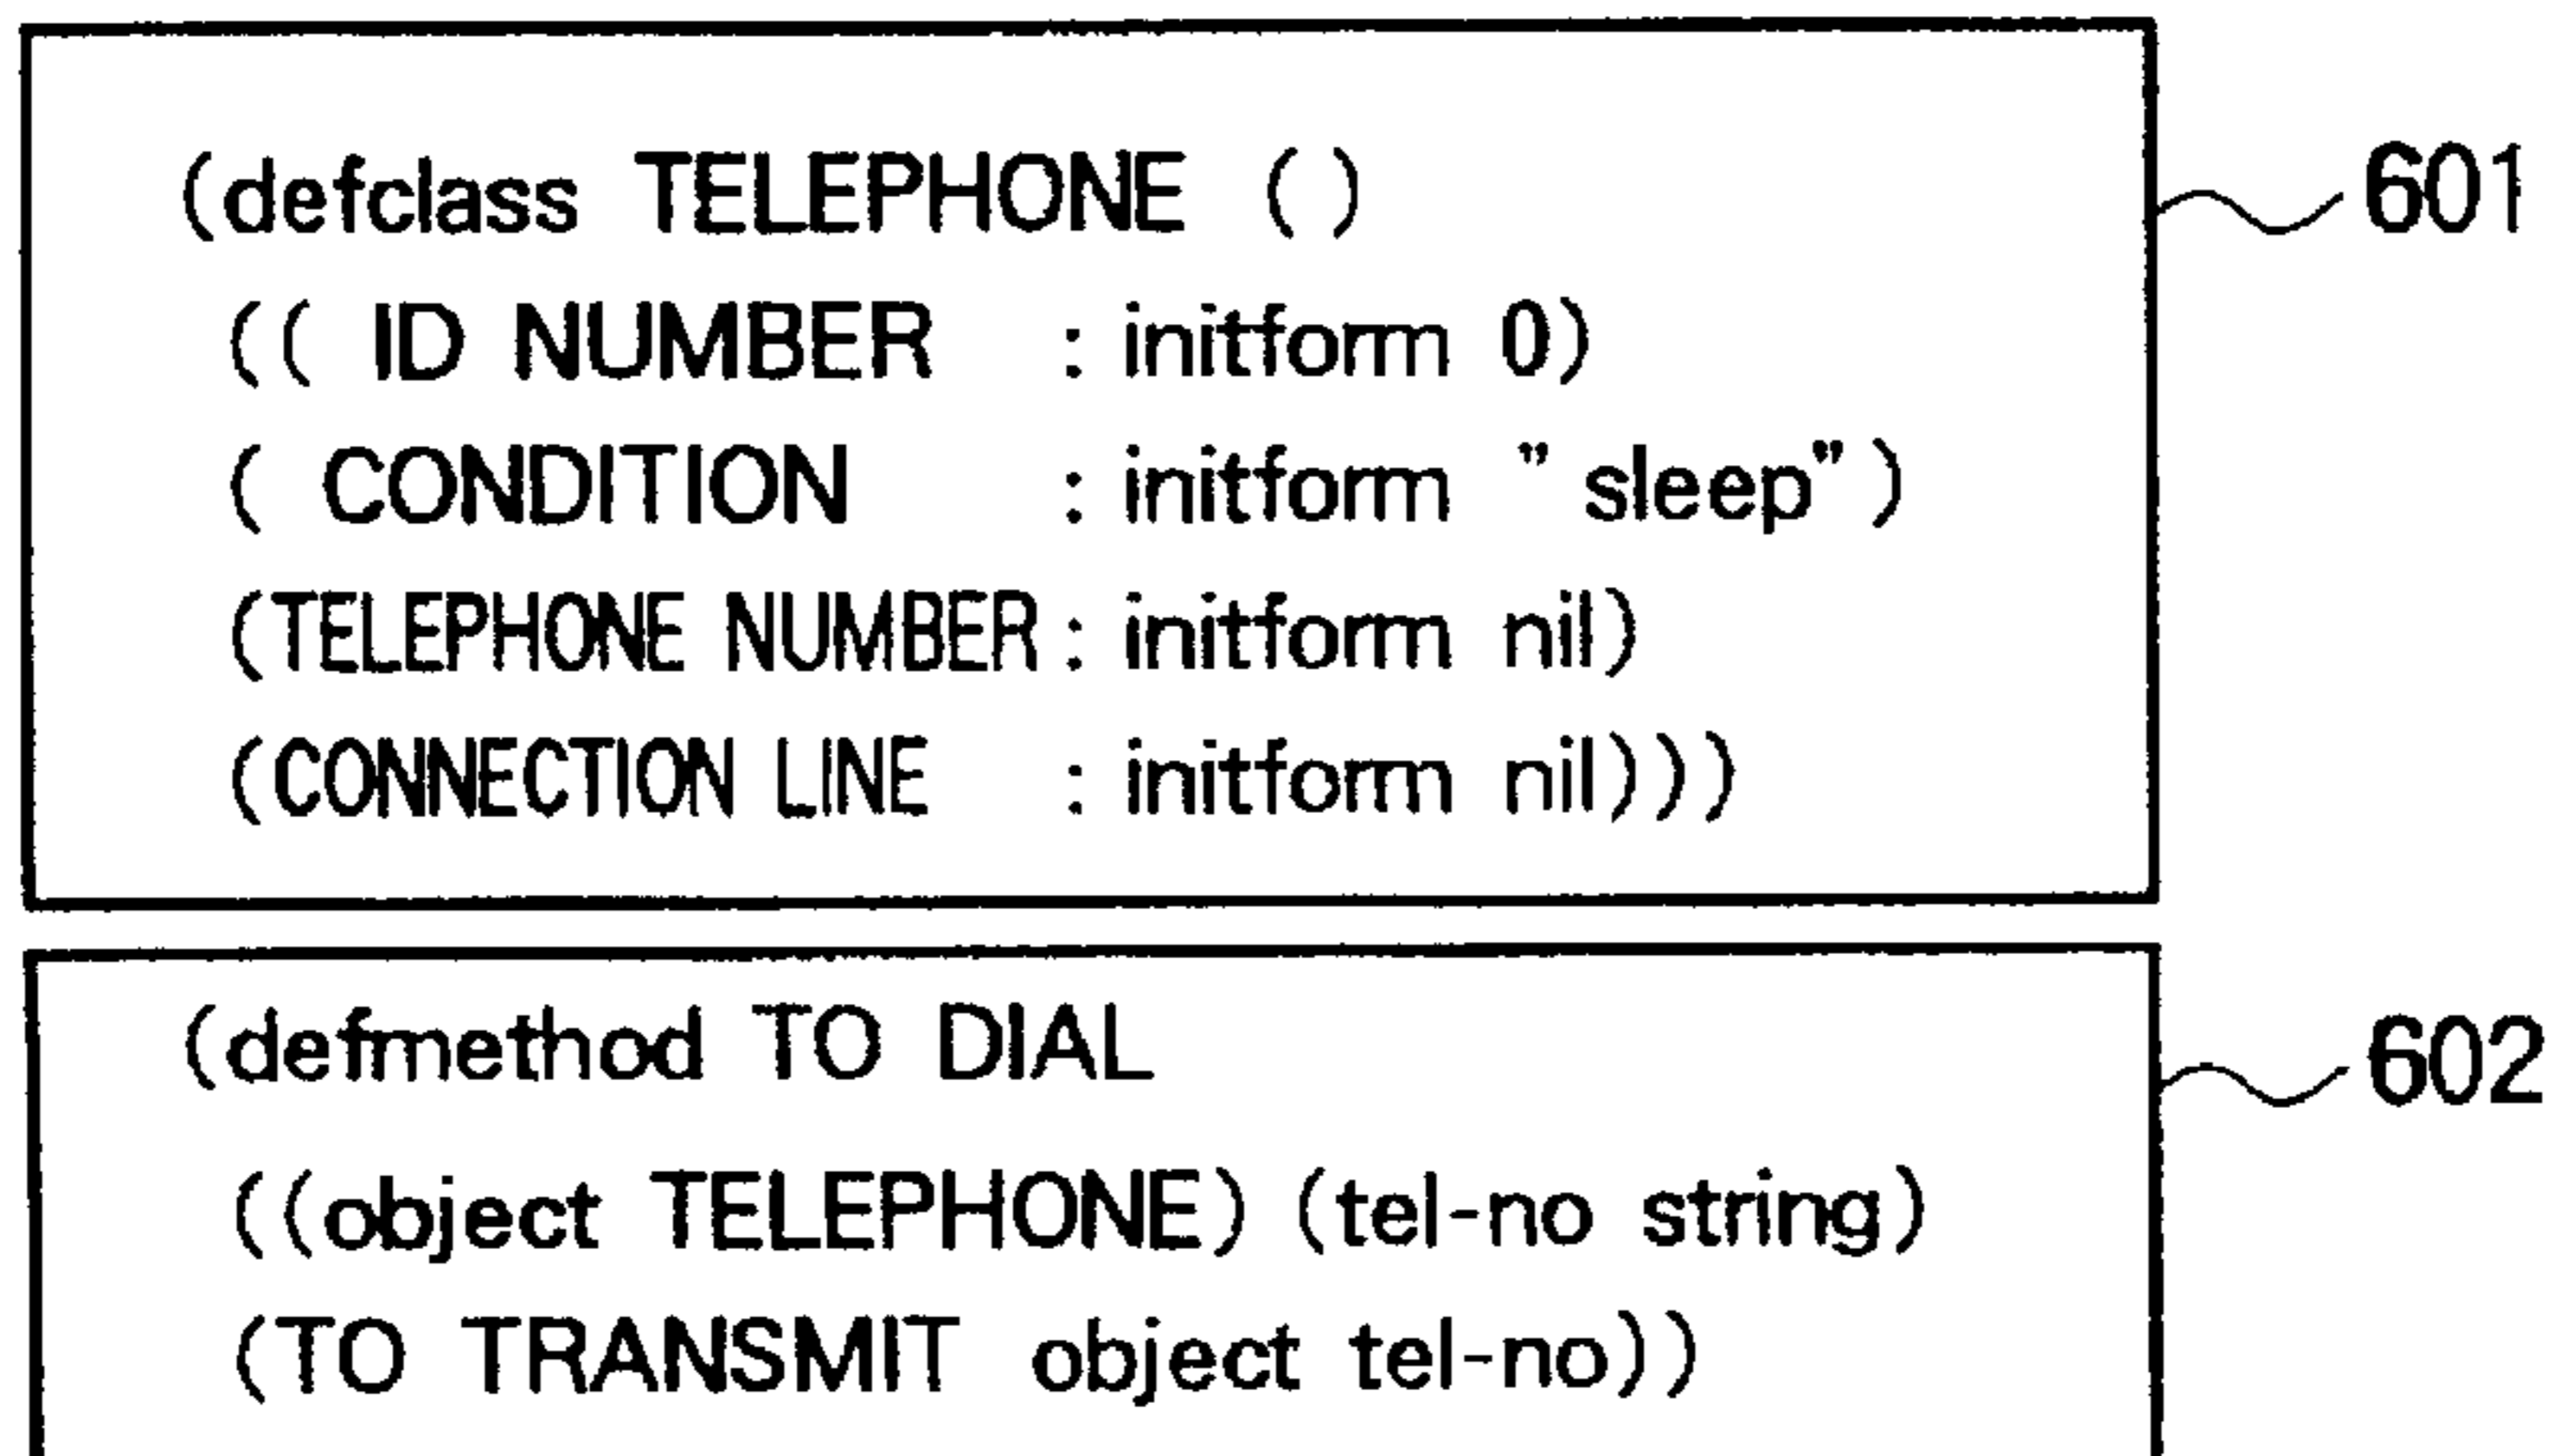 (defclass TELEPHONE () 601
(( ID NUMBER : initform 0)
( CONDITION : initform "sleep")
(TELEPHONE NUMBER : initform nil)
(CONNECTION LINE : initform nil)))
(defmethod TO DIAL 602
((object TELEPHONE) (tel-no string)
(TO TRANSMIT object tel-no))